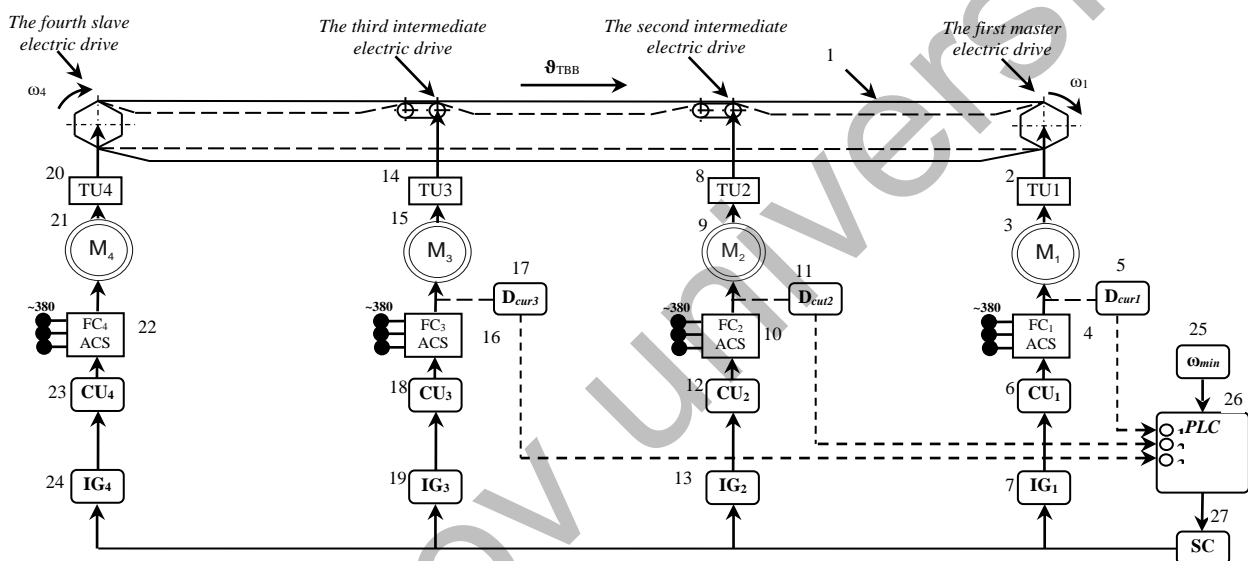 The fourth slave
electric drive
The third intermediate
electric drive
The second intermediate
electric drive
The first master
electric drive
ω4
ϑTBB
1
ω1
20
TU4
14
TU3
8
TU2
2
TU1
21
M4
15
M3
9
M2
3
M1
17
Dcur3
11
Dcut2
5
Dcur1
~380
FC4
ACS
22
~380
FC3
ACS
16
~380
FC2
ACS
10
~380
FC1
ACS
4
25
ωmin
23
CU4
18
CU3
12
CU2
6
CU1
26
PLC
24
IG4
19
IG3
13
IG2
7
IG1
27
SC
ov universi